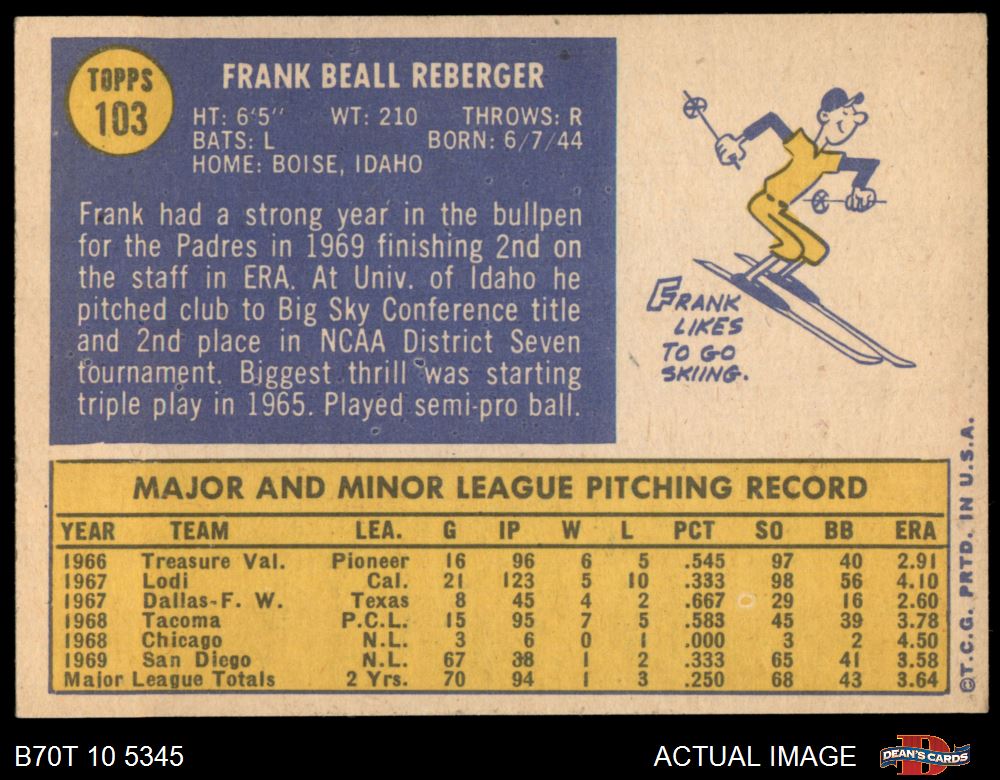 TOPPS
103
FRANK BEALL REBERGER
HT: 6'5" WT: 210 THROWS: R
BATS: L BORN: 6/7/44
HOME: BOISE, IDAHO
Frank had a strong year in the bullpen
for the Padres in 1969 finishing 2nd on
the staff in ERA. At Univ. of Idaho he
pitched club to Big Sky Conference title
and 2nd place in NCAA District Seven
tournament. Biggest thrill was starting
triple play in 1965. Played semi-pro ball.
FRANK
LIKES
TO GO
SKIING.
MAJOR AND MINOR LEAGUE PITCHING RECORD
YEAR TEAM LEA. G IP W L PCT SO BB ERA
1966 Treasure Val. Pioneer 16 96 6 5 .545 97 40 2.91
1967 Lodi Cal. 21 123 5 10 .333 98 56 4.10
1967 Dallas-F. W. Texas 8 45 4 2 .667 29 16 2.60
1968 Tacoma P.C.L. 15 95 7 5 .583 45 39 3.78
1968 Chicago N.L. 3 6 0 1 .000 3 2 4.50
1969 San Diego N.L. 67 38 1 2 .333 65 41 3.58
Major League Totals 2 Yrs. 70 94 1 3 .250 68 43 3.64
©T.C.G. PRTD. IN U.S.A.
B70T 10 5345
ACTUAL IMAGE
DEAN'S CARDS